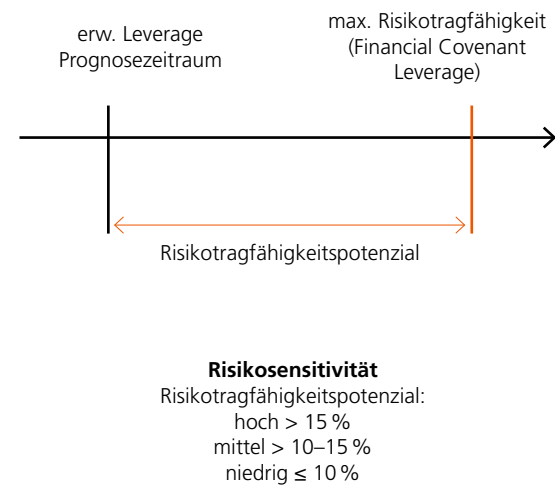 erw. Leverage
Prognosezeitraum
max. Risikotragfähigkeit
(Financial Covenant
Leverage)
Risikotragfähigkeitspotenzial
Risikosensitivität
Risikotragfähigkeitspotenzial:
hoch > 15 %
mittel > 10–15 %
niedrig ≤ 10 %